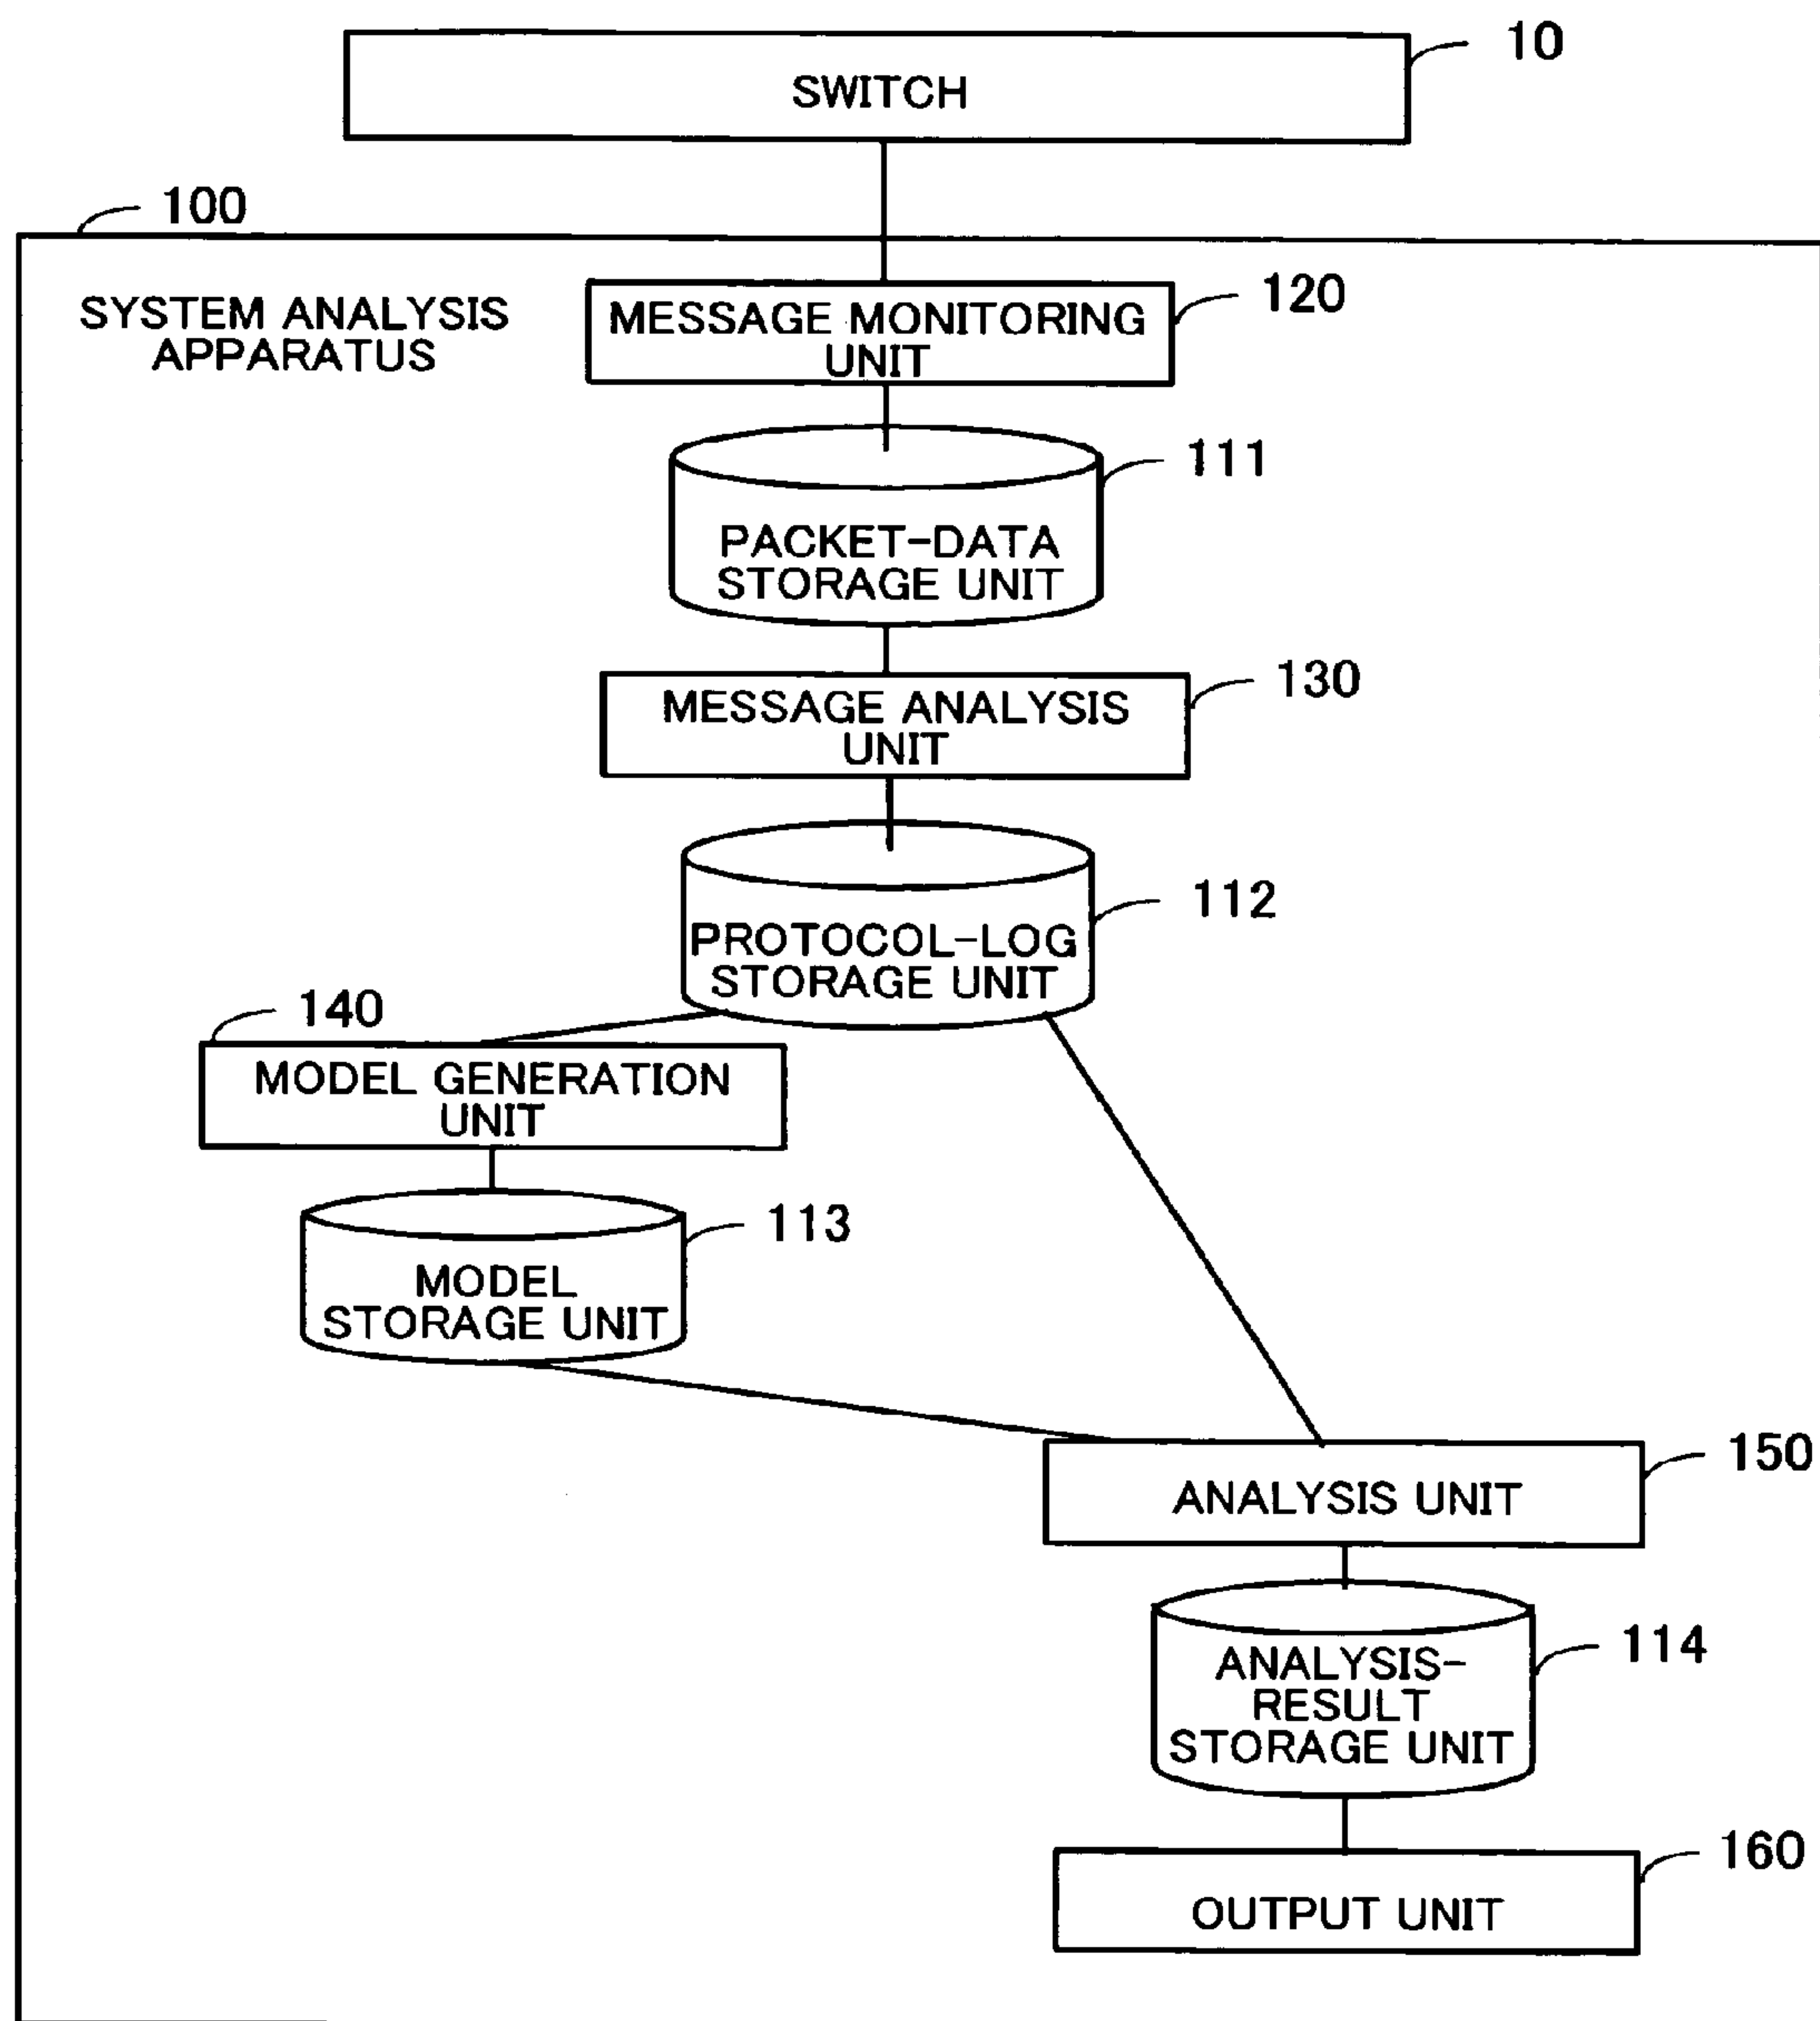 10
SWITCH
100
SYSTEM ANALYSIS
APPARATUS
120
MESSAGE MONITORING
UNIT
111
PACKET-DATA
STORAGE UNIT
130
MESSAGE ANALYSIS
UNIT
112
PROTOCOL-LOG
STORAGE UNIT
140
MODEL GENERATION
UNIT
113
MODEL
STORAGE UNIT
150
ANALYSIS UNIT
114
ANALYSIS-
RESULT
STORAGE UNIT
160
OUTPUT UNIT